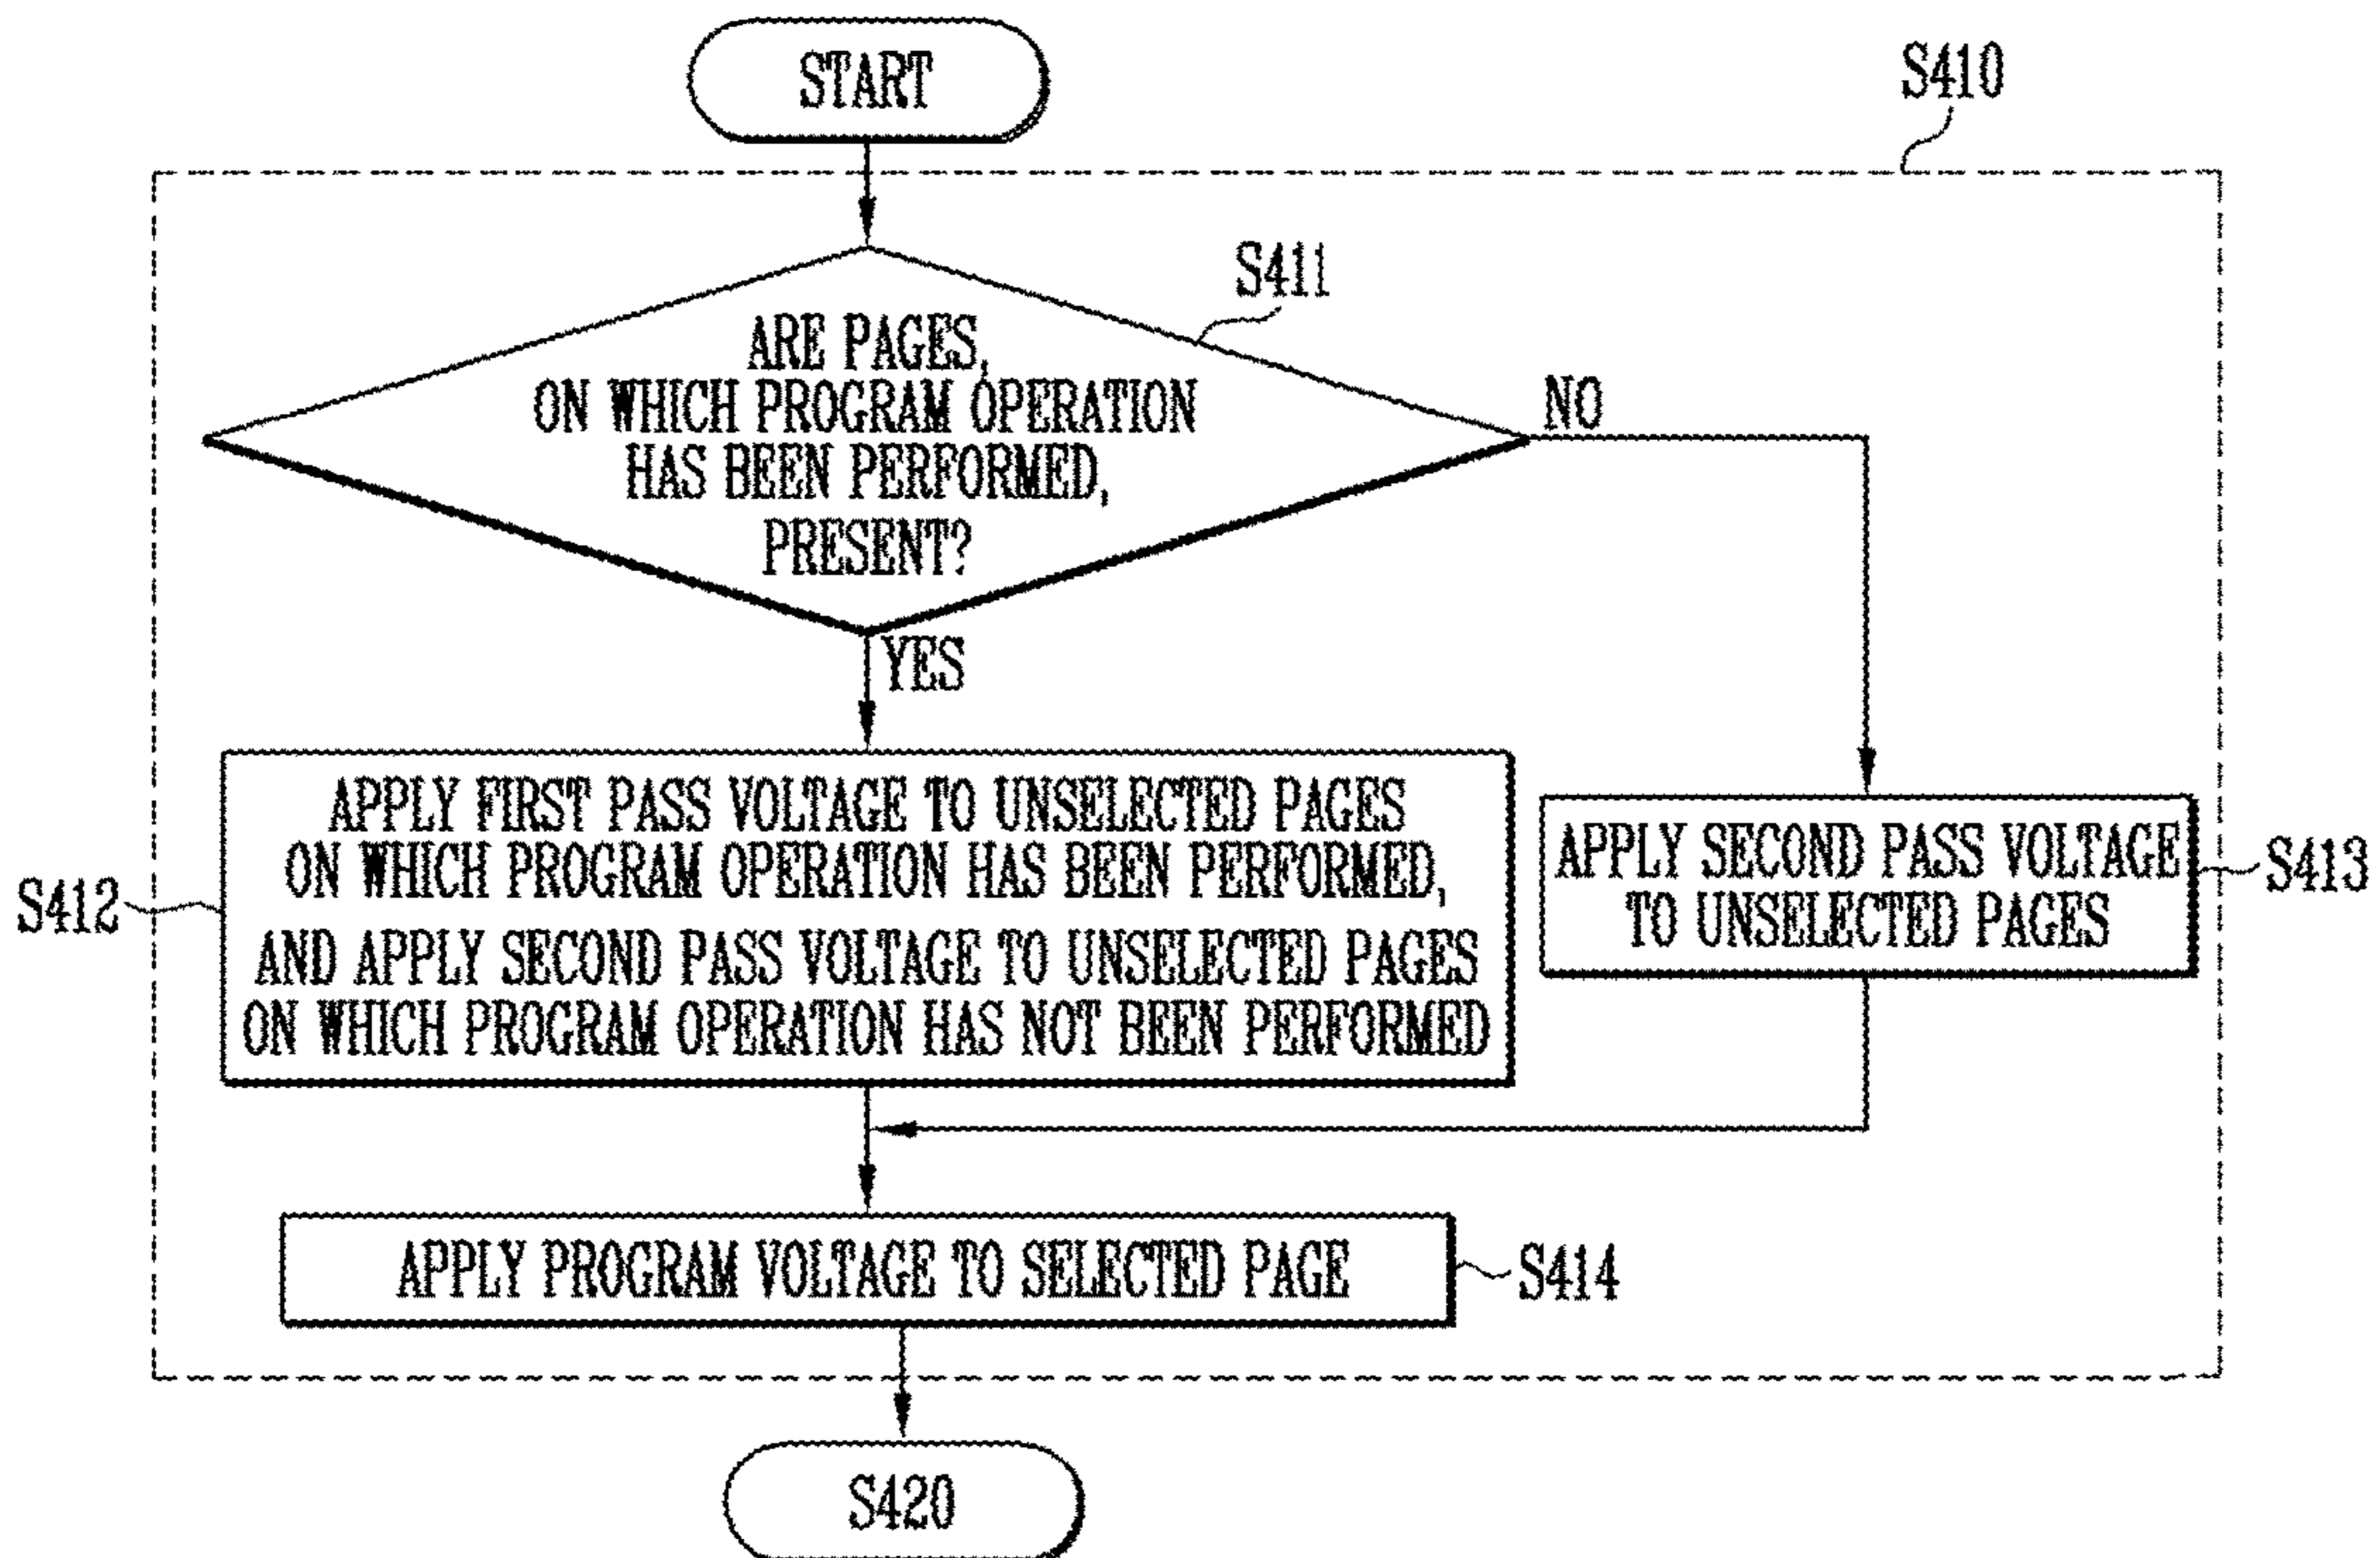 START
S410
S411
ARE PAGES,
ON WHICH PROGRAM OPERATION
HAS BEEN PERFORMED,
PRESENT?
NO
YES
APPLY FIRST PASS VOLTAGE TO UNSELECTED PAGES
ON WHICH PROGRAM OPERATION HAS BEEN PERFORMED,
AND APPLY SECOND PASS VOLTAGE TO UNSELECTED PAGES
ON WHICH PROGRAM OPERATION HAS NOT BEEN PERFORMED
S412
APPLY SECOND PASS VOLTAGE
TO UNSELECTED PAGES
S413
APPLY PROGRAM VOLTAGE TO SELECTED PAGE
S414
S420